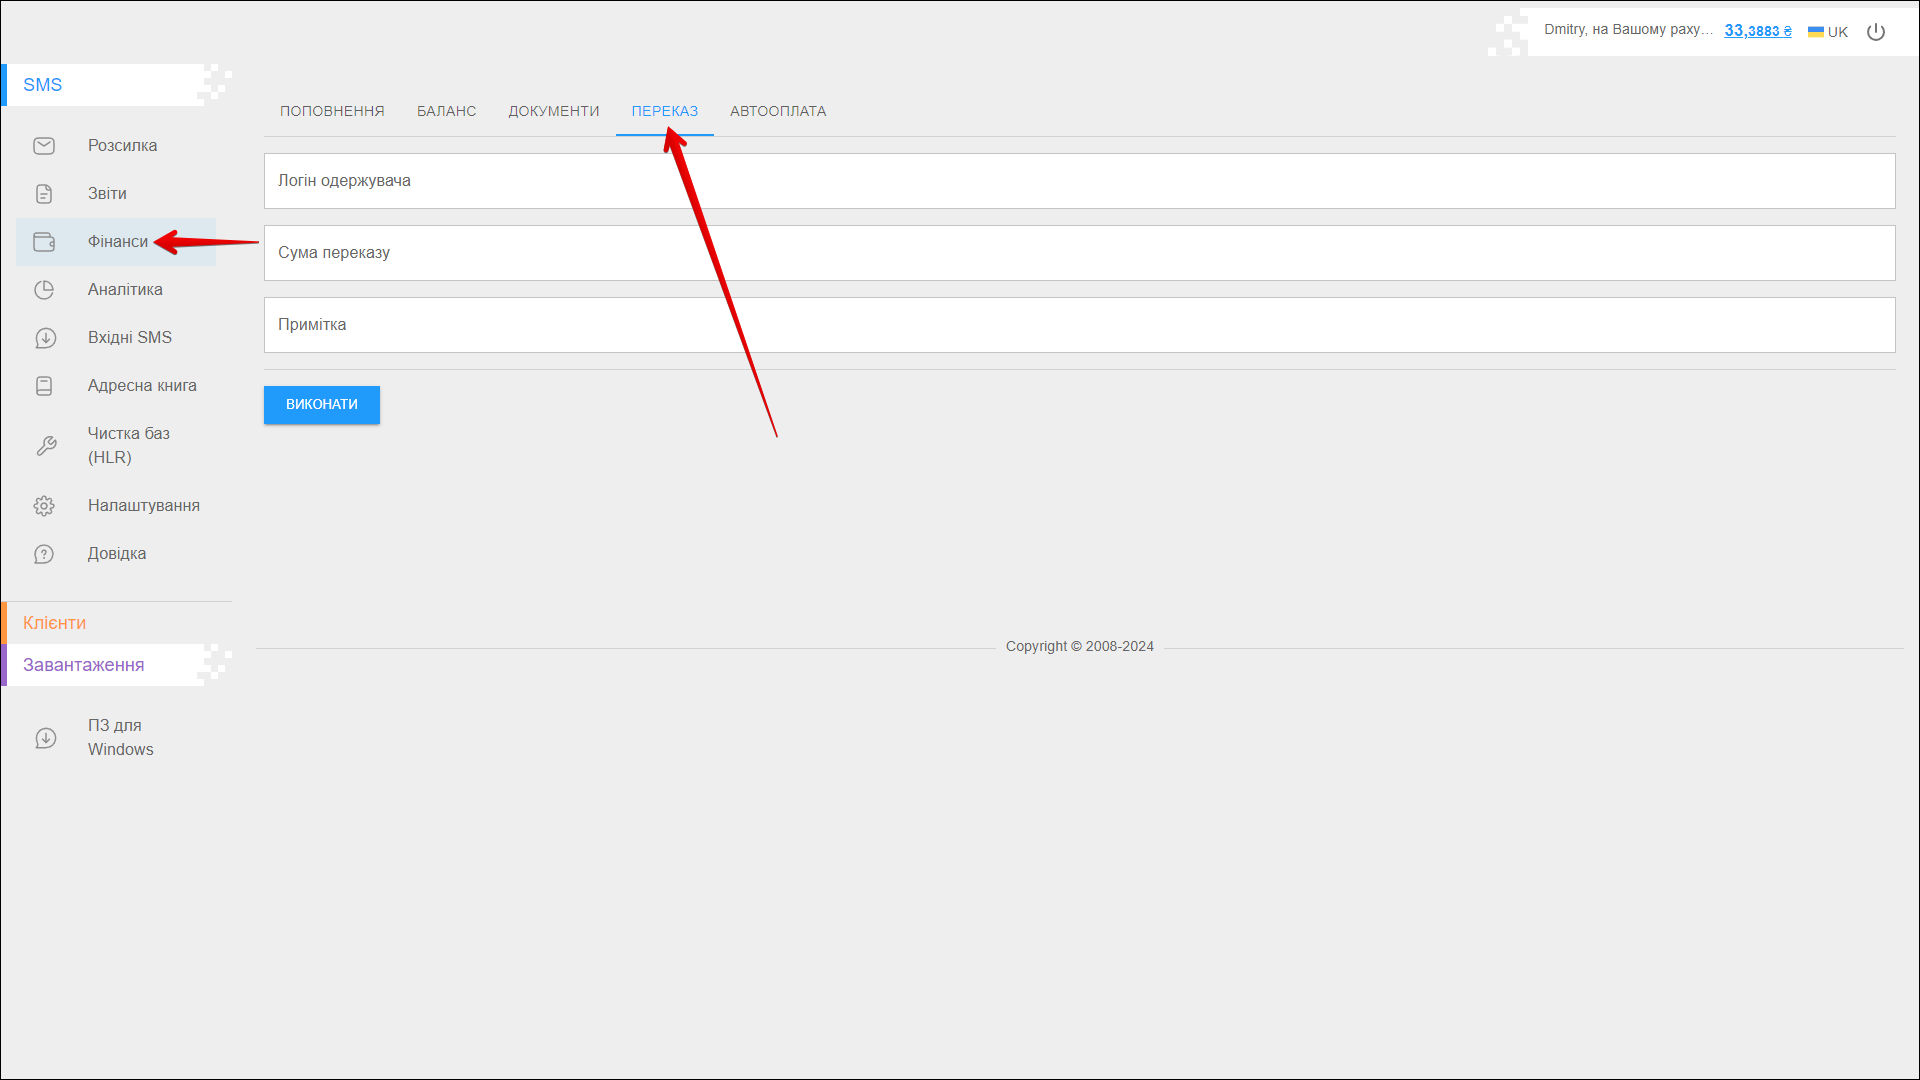 Dmitry, на Вашому раху... 33,3883 ₴ UK
SMS
Розсилка
Звіти
Фінанси
Аналітика
Вхідні SMS
Адресна книга
Чистка баз
(HLR)
Налаштування
Довідка
Клієнти
Завантаження
ПЗ для
Windows
ПОПОВНЕННЯ БАЛАНС ДОКУМЕНТИ ПЕРЕКАЗ АВТООПЛАТА
Логін одержувача
Сума переказу
Примітка
ВИКОНАТИ
Copyright © 2008-2024